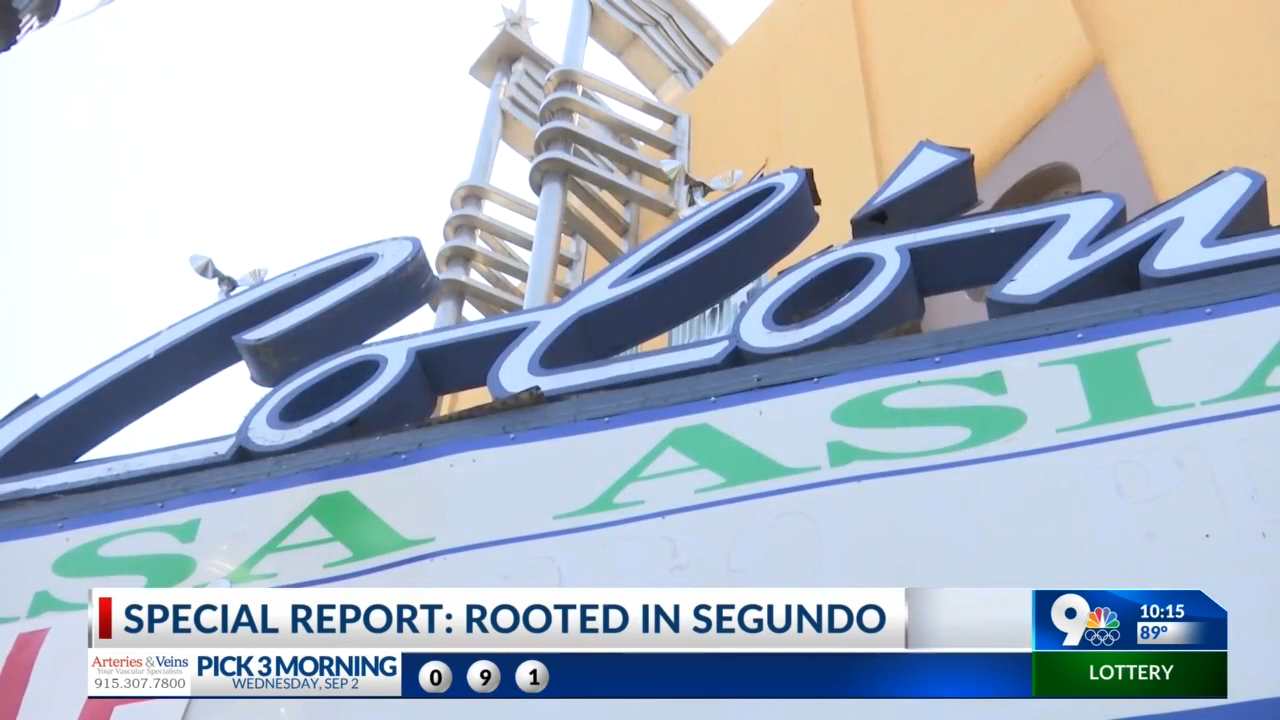 Colón
SA ASIA
SPECIAL REPORT: ROOTED IN SEGUNDO
9
10:15
89°
Arteries & Veins
Your Vascular Specialists
915.307.7800
PICK 3 MORNING
WEDNESDAY, SEP 2
0 9 1
LOTTERY